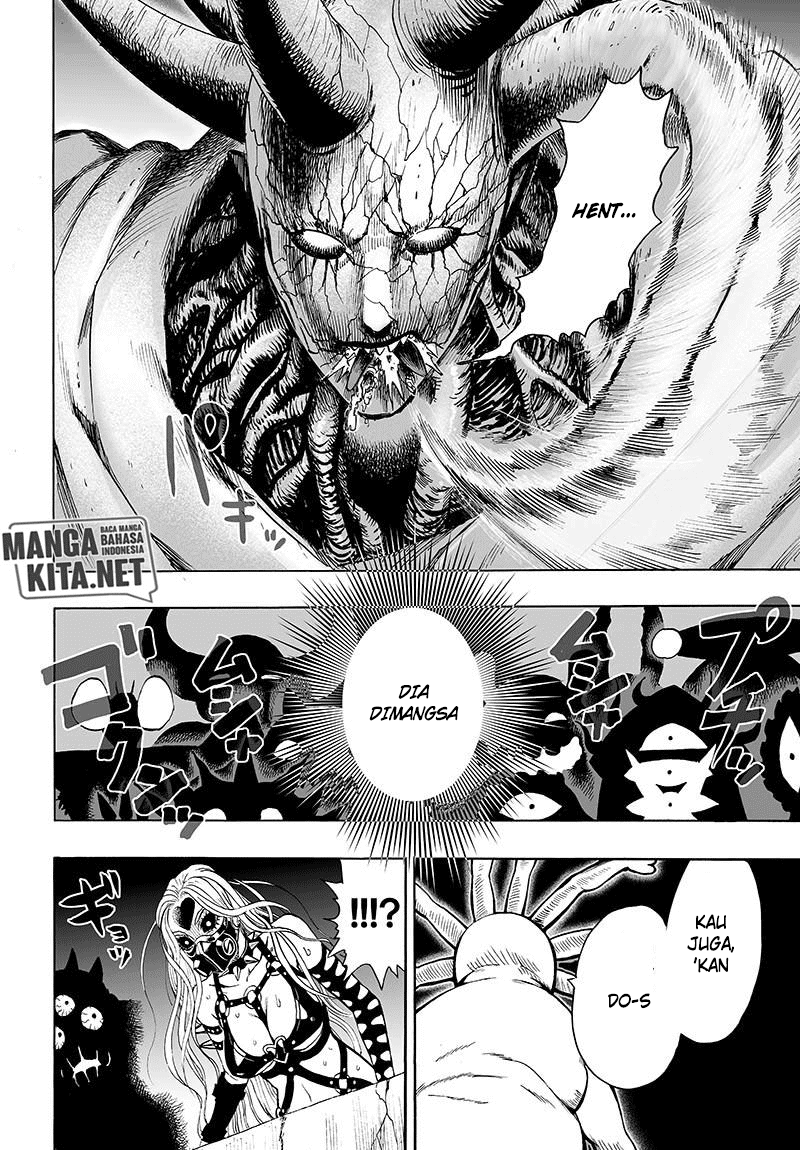 HENT...
パ
キッ
MANGA
KITA.NET
BACA MANGA
BAHASA
INDONESIA
プチッ
ムシャ
DIA
DIMANGSA
ムシャ
ゴクンッ
KAU
JUGA,
'KAN
DO-S
!!!?
ギョッ